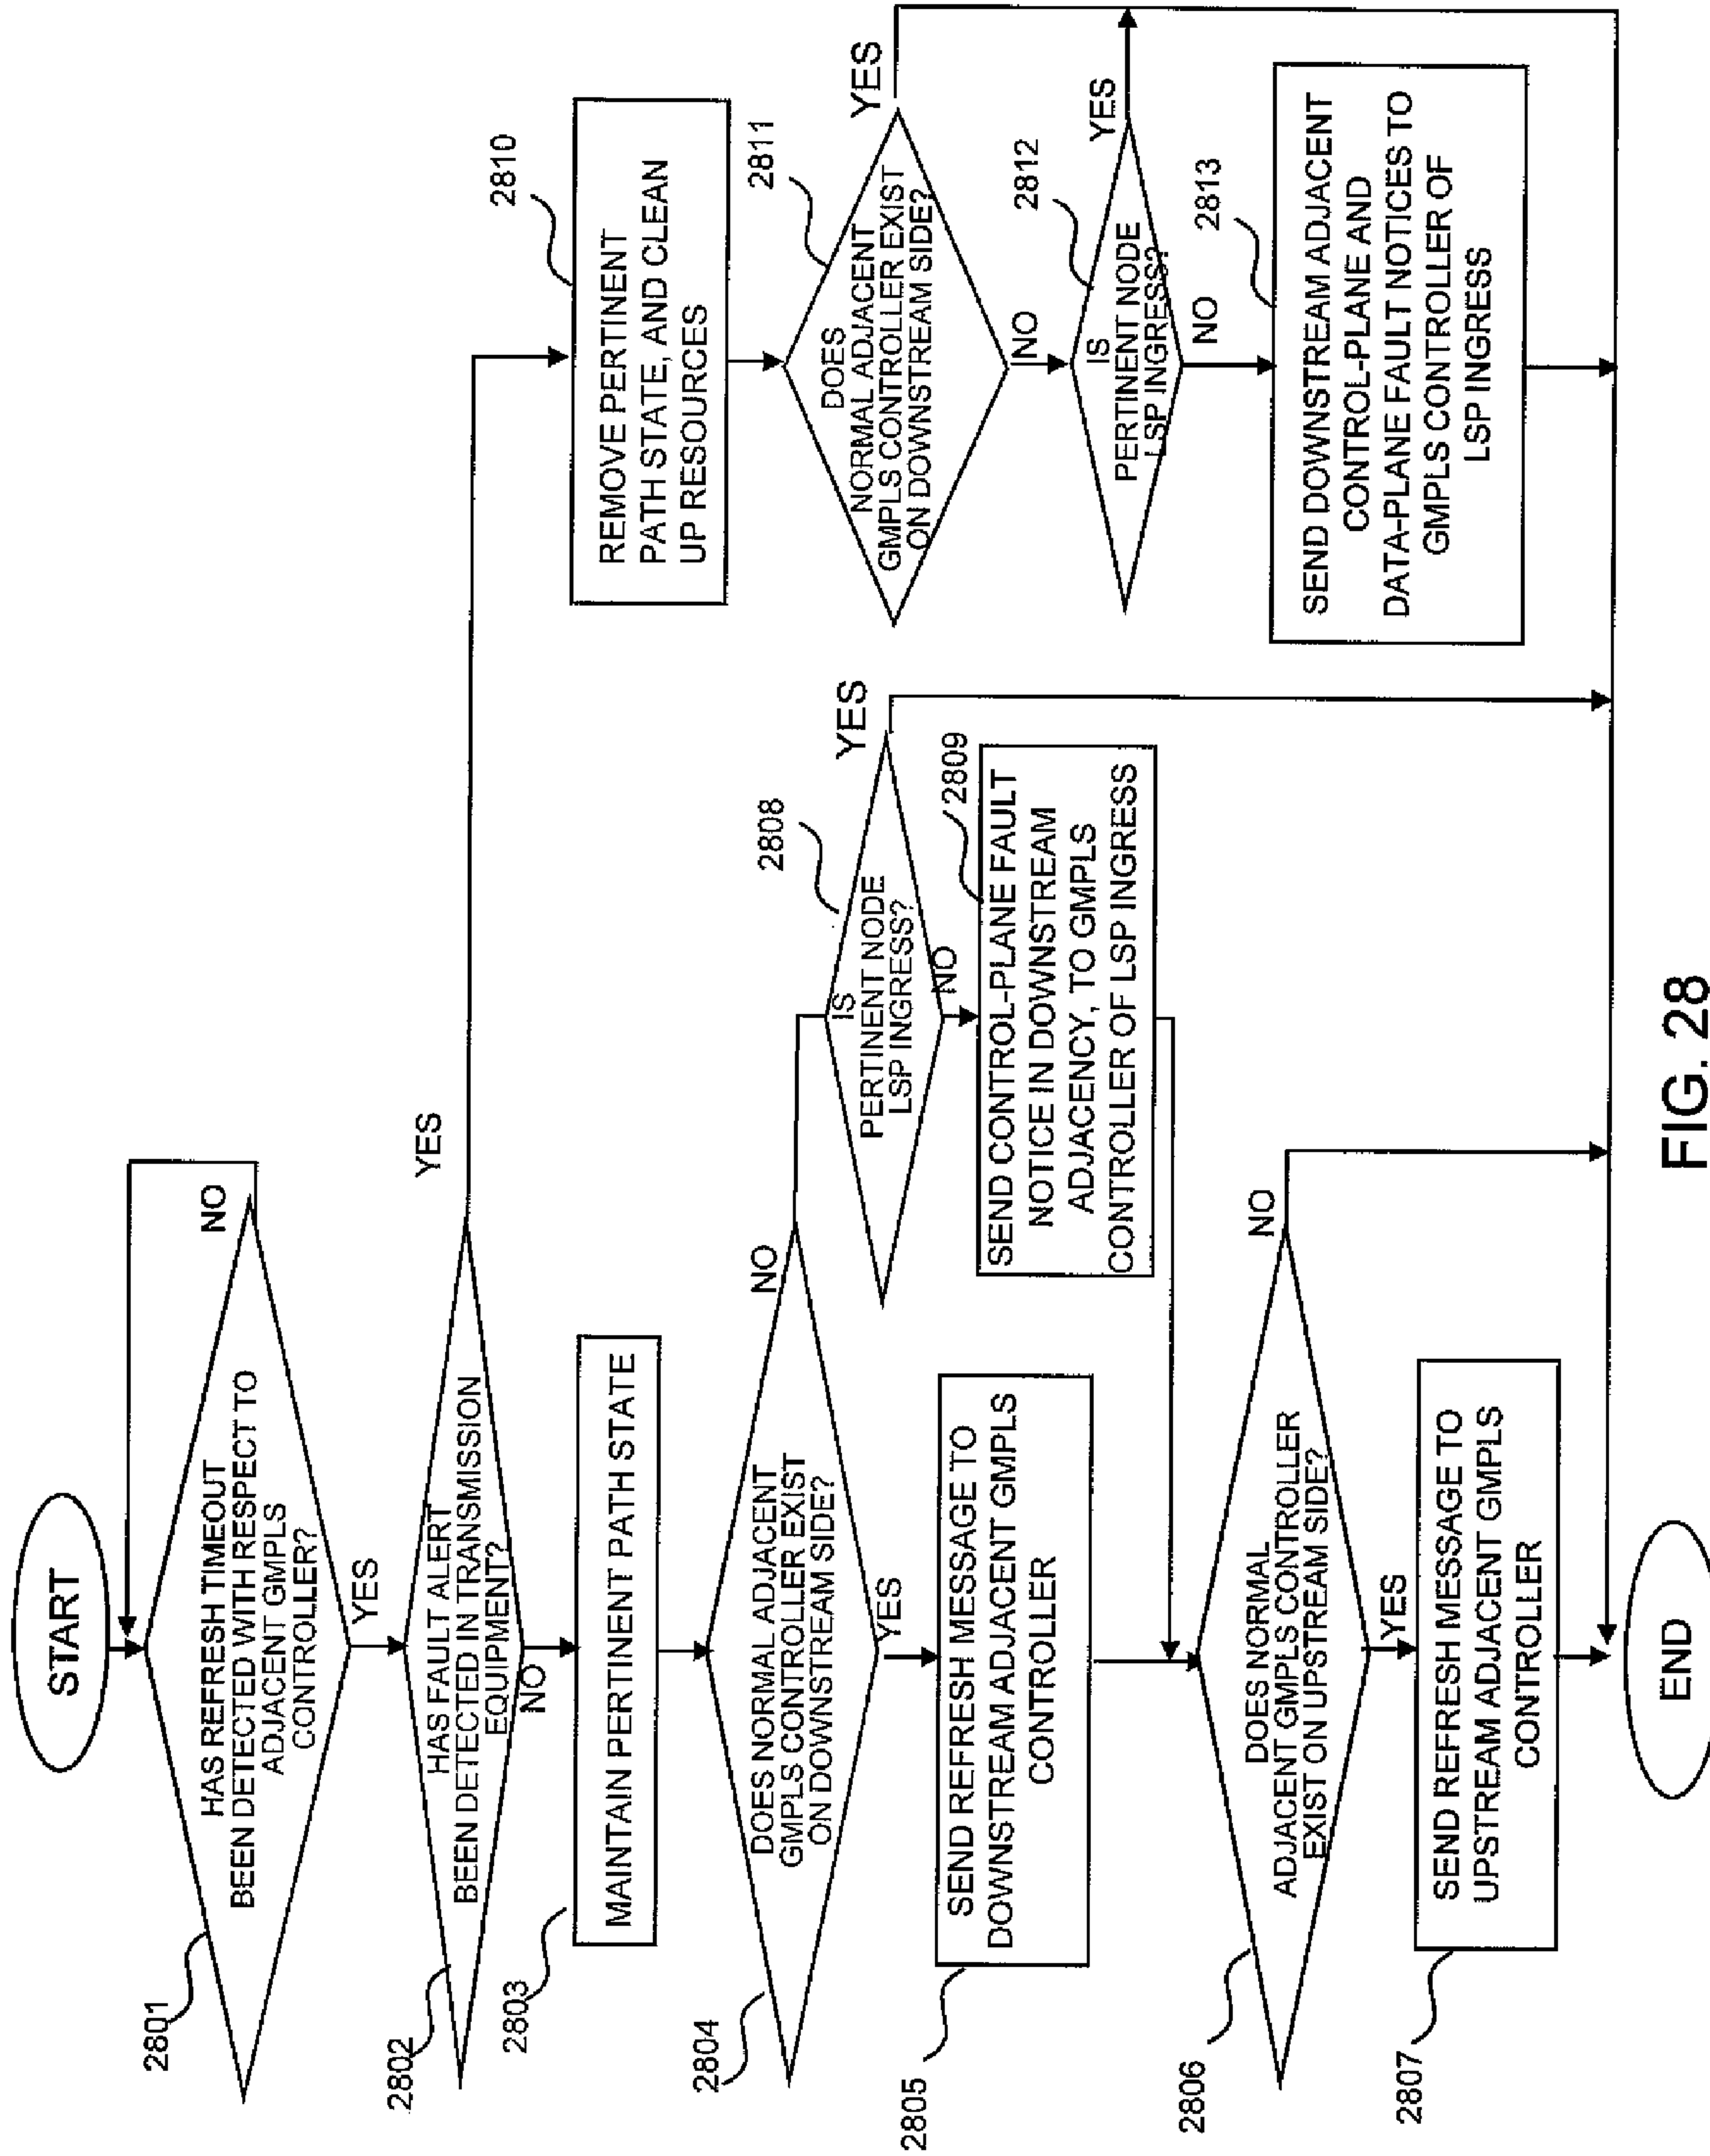 START
2801
HAS REFRESH TIMEOUT
BEEN DETECTED WITH RESPECT TO
ADJACENT GMPLS
CONTROLLER?
NO
YES
2802
HAS FAULT ALERT
BEEN DETECTED IN TRANSMISSION
EQUIPMENT?
YES
NO
2803
MAINTAIN PERTINENT PATH STATE
2804
DOES NORMAL ADJACENT
GMPLS CONTROLLER EXIST
ON DOWNSTREAM SIDE?
NO
YES
2805
SEND REFRESH MESSAGE TO
DOWNSTREAM ADJACENT GMPLS
CONTROLLER
2806
DOES NORMAL
ADJACENT GMPLS CONTROLLER
EXIST ON UPSTREAM SIDE?
NO
YES
2807
SEND REFRESH MESSAGE TO
UPSTREAM ADJACENT GMPLS
CONTROLLER
END
2808
IS
PERTINENT NODE
LSP INGRESS?
YES
NO
2809
SEND CONTROL-PLANE FAULT
NOTICE IN DOWNSTREAM
ADJACENCY, TO GMPLS
CONTROLLER OF LSP INGRESS
2810
REMOVE PERTINENT
PATH STATE, AND CLEAN
UP RESOURCES
2811
DOES
NORMAL ADJACENT
GMPLS CONTROLLER EXIST
ON DOWNSTREAM SIDE?
YES
NO
2812
IS
PERTINENT NODE
LSP INGRESS?
YES
NO
2813
SEND DOWNSTREAM ADJACENT
CONTROL-PLANE AND
DATA-PLANE FAULT NOTICES TO
GMPLS CONTROLLER OF
LSP INGRESS
FIG. 28